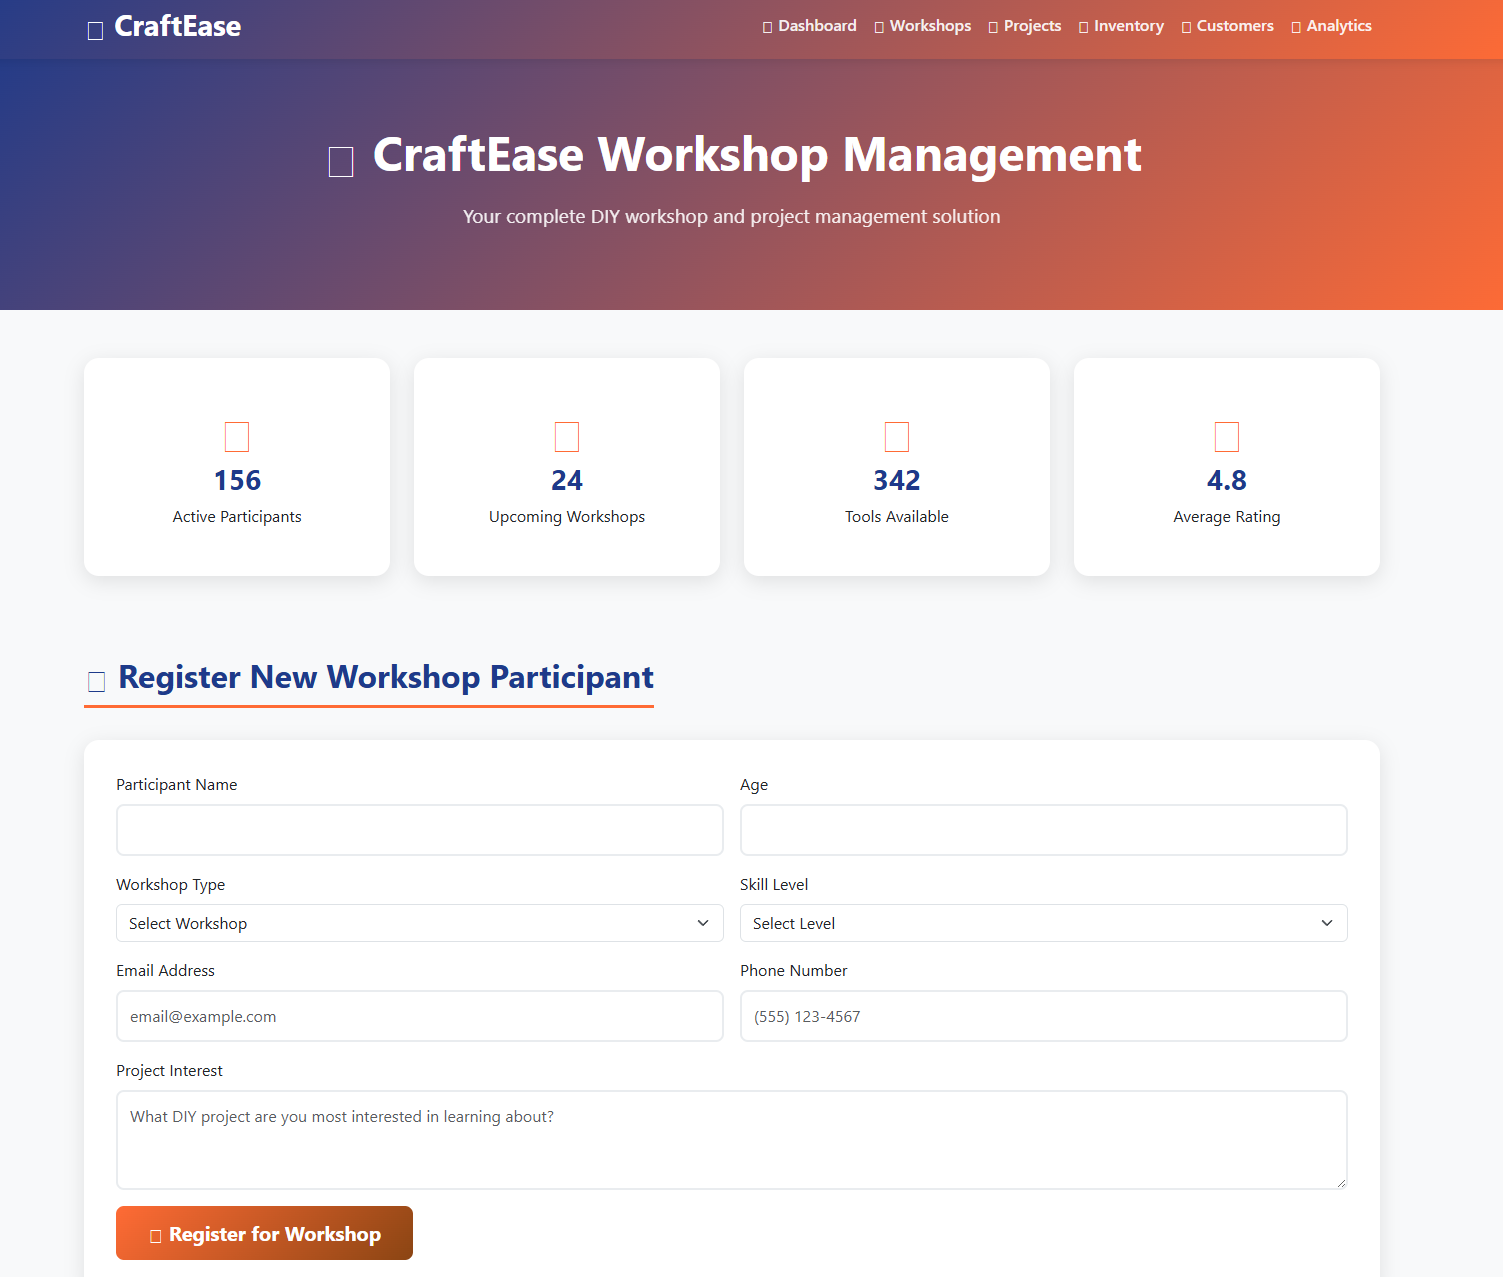 CraftEase
Dashboard Workshops Projects Inventory Customers Analytics
CraftEase Workshop Management
Your complete DIY workshop and project management solution
156
Active Participants
24
Upcoming Workshops
342
Tools Available
4.8
Average Rating
Register New Workshop Participant
Participant Name
Age
Workshop Type
Select Workshop
Skill Level
Select Level
Email Address
email@example.com
Phone Number
(555) 123-4567
Project Interest
What DIY project are you most interested in learning about?
Register for Workshop